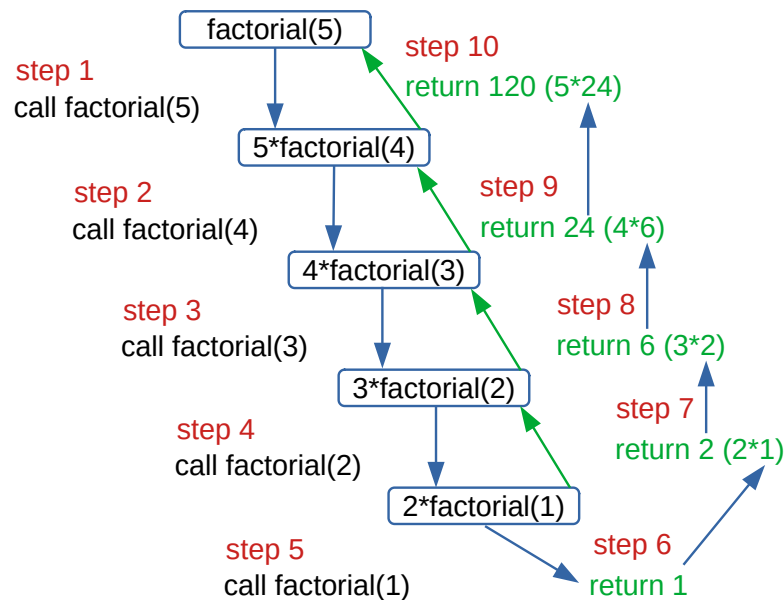 factorial(5)
step 1
call factorial(5)
5*factorial(4)
step 2
call factorial(4)
4*factorial(3)
step 3
call factorial(3)
3*factorial(2)
step 4
call factorial(2)
2*factorial(1)
step 5
call factorial(1)
step 6
return 1
step 7
return 2 (2*1)
step 8
return 6 (3*2)
step 9
return 24 (4*6)
step 10
return 120 (5*24)